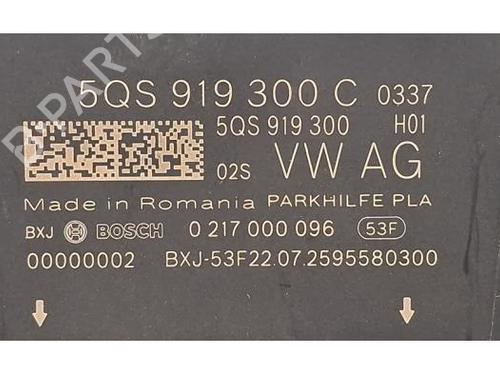 5QS 919 300 C 0337
5QS 919 300 H01
02S VW AG
Made in Romania PARKHILFE PLA
BXJ BOSCH 0 217 000 096 53F
00000002 BXJ-53F22.07.2595580300
B-PARTS